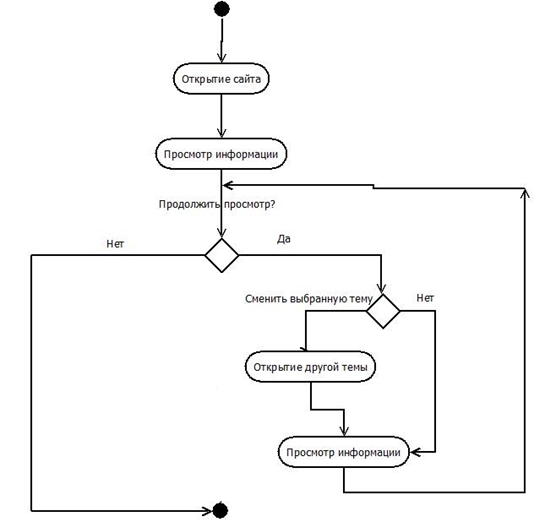 Открытие сайта
Просмотр информации
Продолжить просмотр?
Нет
Да
Сменить выбранную тему
Нет
Открытие другой темы
Просмотр информации